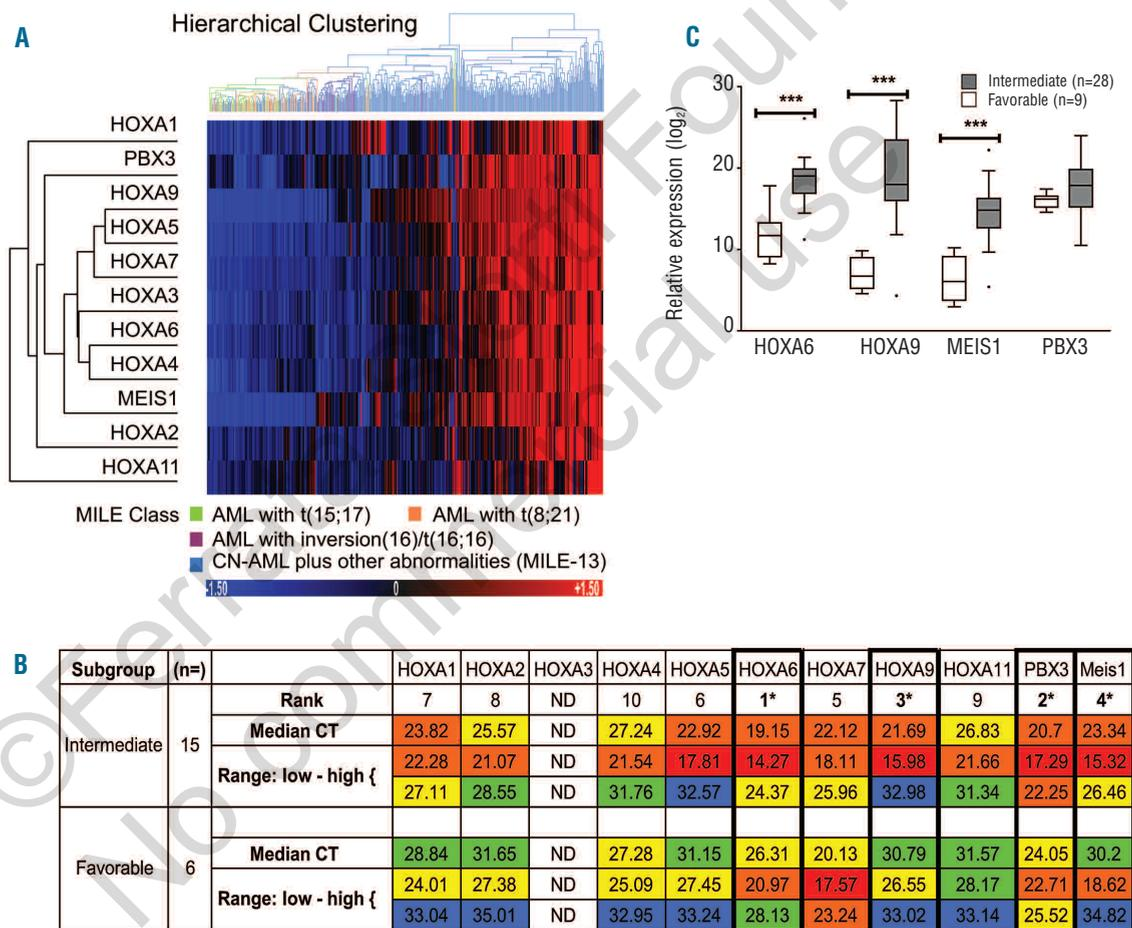 A
Hierarchical Clustering
HOXA1
PBX3
HOXA9
HOXA5
HOXA7
HOXA3
HOXA6
HOXA4
MEIS1
HOXA2
HOXA11
MILE Class AML with t(15;17) AML with t(8;21)
AML with inversion(16)/t(16;16)
CN-AML plus other abnormalities (MILE-13)
-1.50 0 +1.50
C
Relative expression (log2)
30
20
10
0
*** *** ***
Intermediate (n=28)
Favorable (n=9)
HOXA6 HOXA9 MEIS1 PBX3
B
Subgroup (n=) HOXA1 HOXA2 HOXA3 HOXA4 HOXA5 HOXA6 HOXA7 HOXA9 HOXA11 PBX3 Meis1
Rank 7 8 ND 10 6 1* 5 3* 9 2* 4*
Intermediate 15 Median CT 23.82 25.57 ND 27.24 22.92 19.15 22.12 21.69 26.83 20.7 23.34
Range: low - high { 22.28 21.07 ND 21.54 17.81 14.27 18.11 15.98 21.66 17.29 15.32
27.11 28.55 ND 31.76 32.57 24.37 25.96 32.98 31.34 22.25 26.46
Favorable 6 Median CT 28.84 31.65 ND 27.28 31.15 26.31 20.13 30.79 31.57 24.05 30.2
Range: low - high { 24.01 27.38 ND 25.09 27.45 20.97 17.57 26.55 28.17 22.71 18.62
33.04 35.01 ND 32.95 33.24 28.13 23.24 33.02 33.14 25.52 34.82
No commercial use